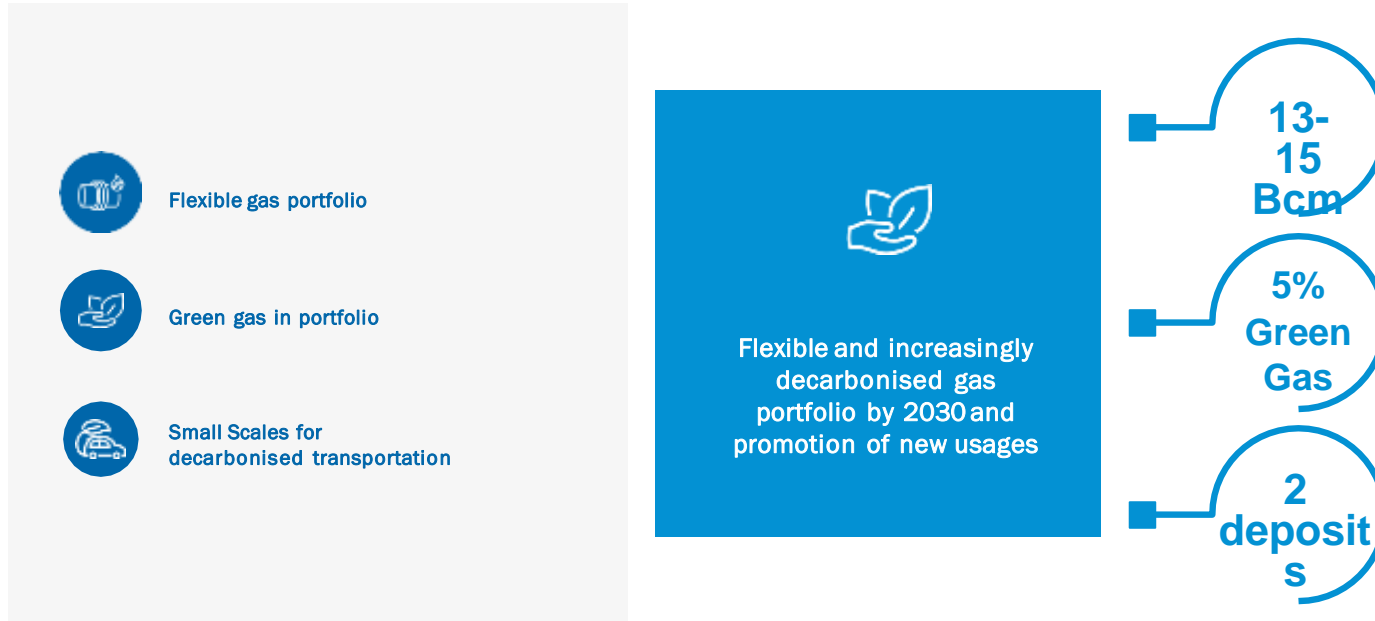 Flexible gas portfolio
Green gas in portfolio
Small Scales for
decarbonised transportation
Flexible and increasingly
decarbonised gas
portfolio by 2030 and
promotion of new usages
13-
15
Bcm
5%
Green
Gas
2
deposit
s